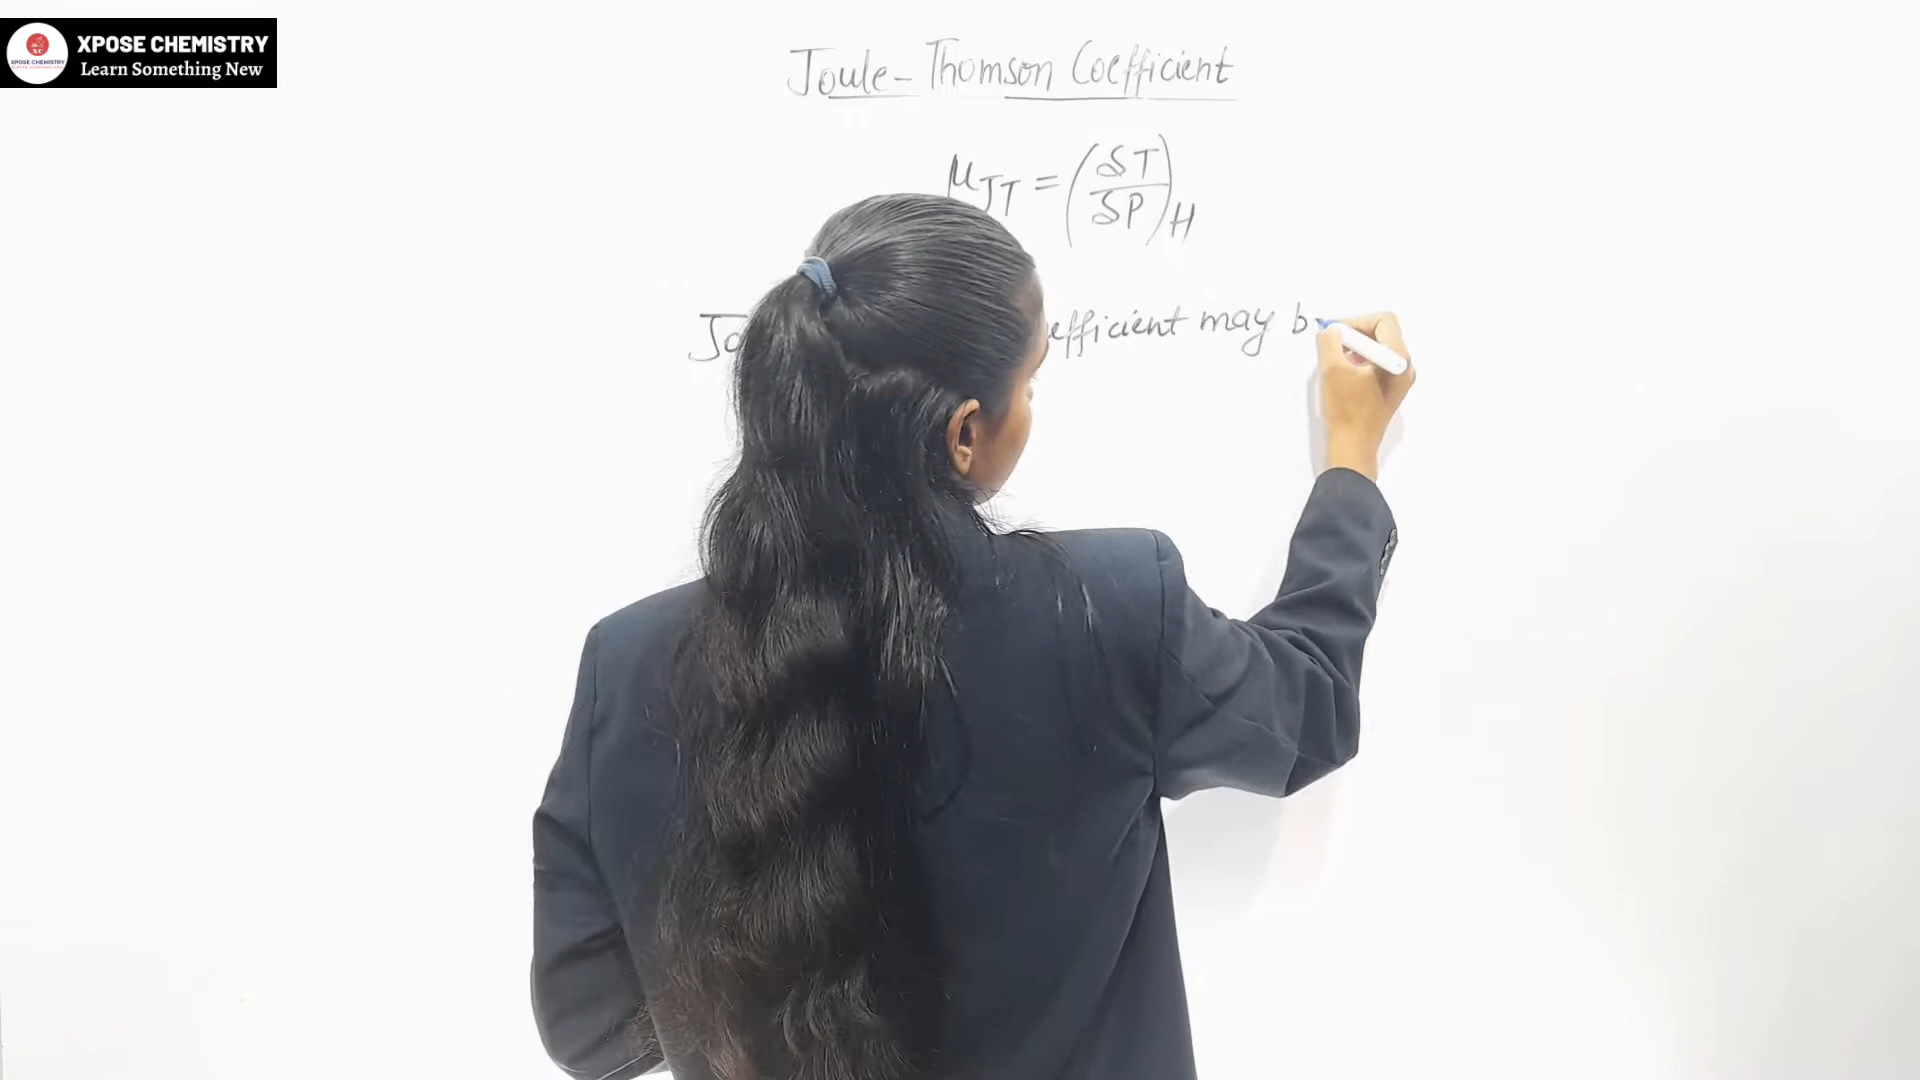 XPOSE CHEMISTRY
Learn Something New
Joule-Thomson Coefficient
μJT = (δT/δP)H
efficient may b